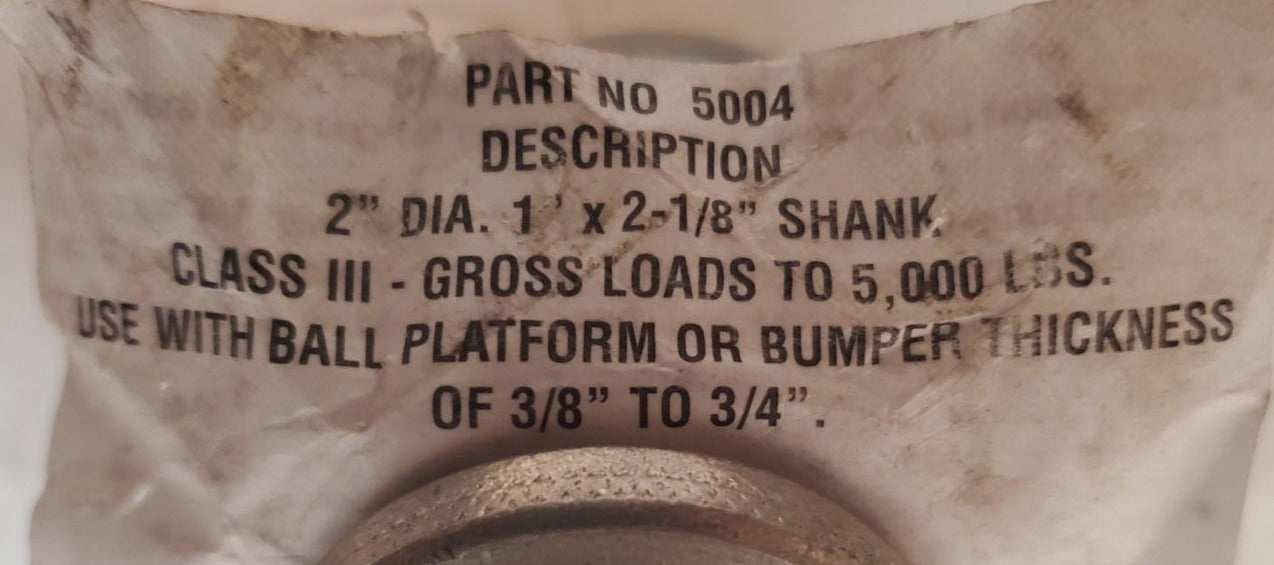 PART NO 5004
DESCRIPTION
2” DIA. 1” x 2-1/8” SHANK
CLASS III - GROSS LOADS TO 5,000 LBS.
USE WITH BALL PLATFORM OR BUMPER THICKNESS
OF 3/8” TO 3/4”.